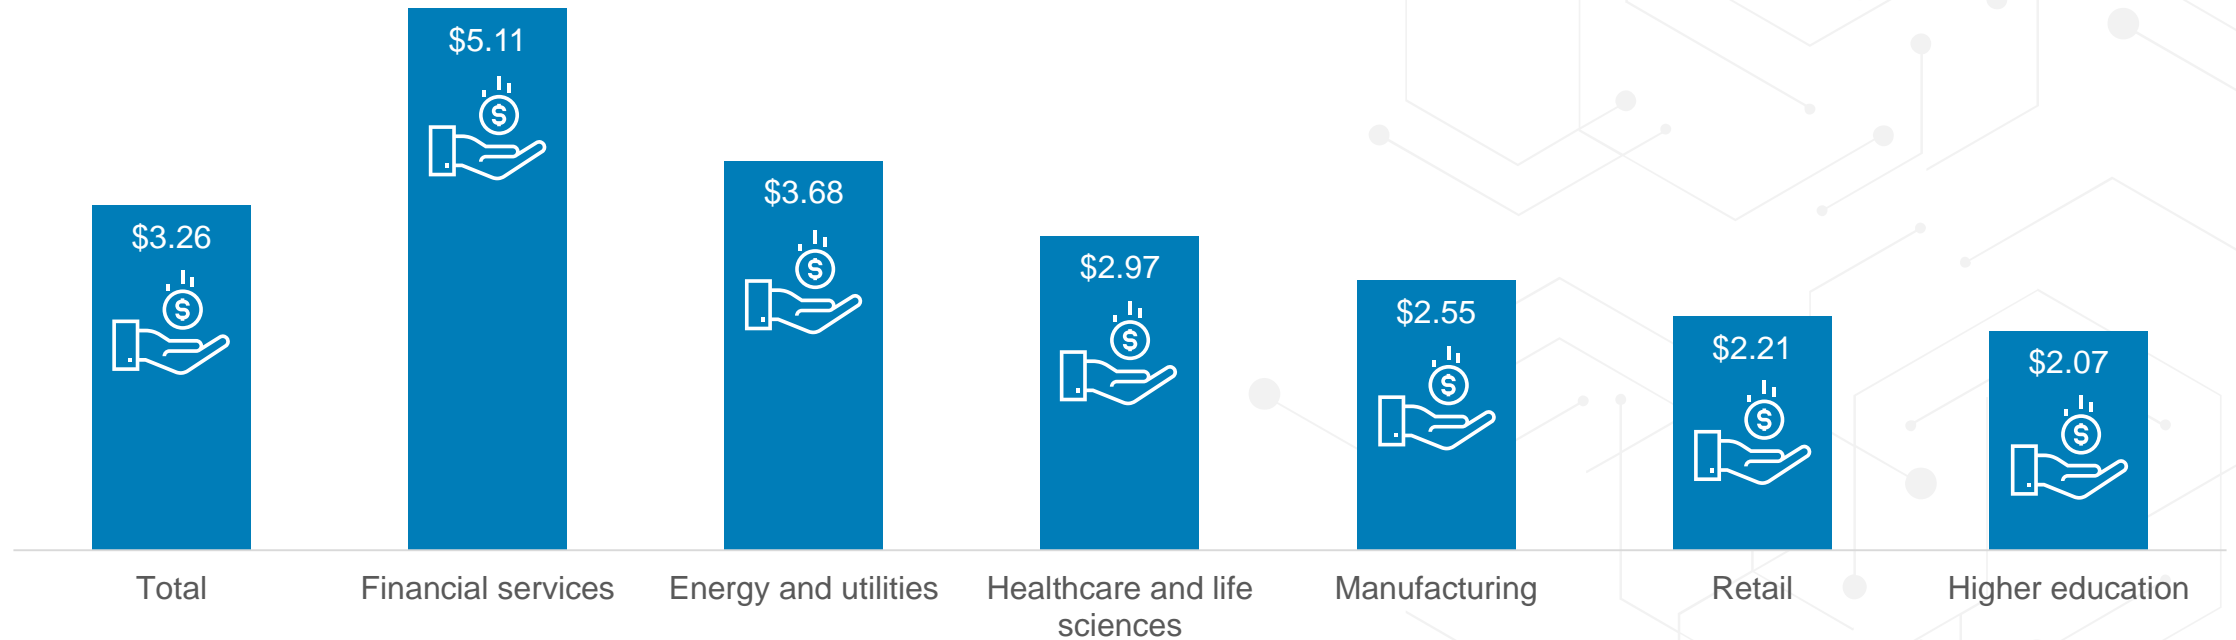 $3.26
$5.11
$3.68
$2.97
$2.55
$2.21
$2.07
Total
Financial services
Energy and utilities
Healthcare and life
sciences
Manufacturing
Retail
Higher education